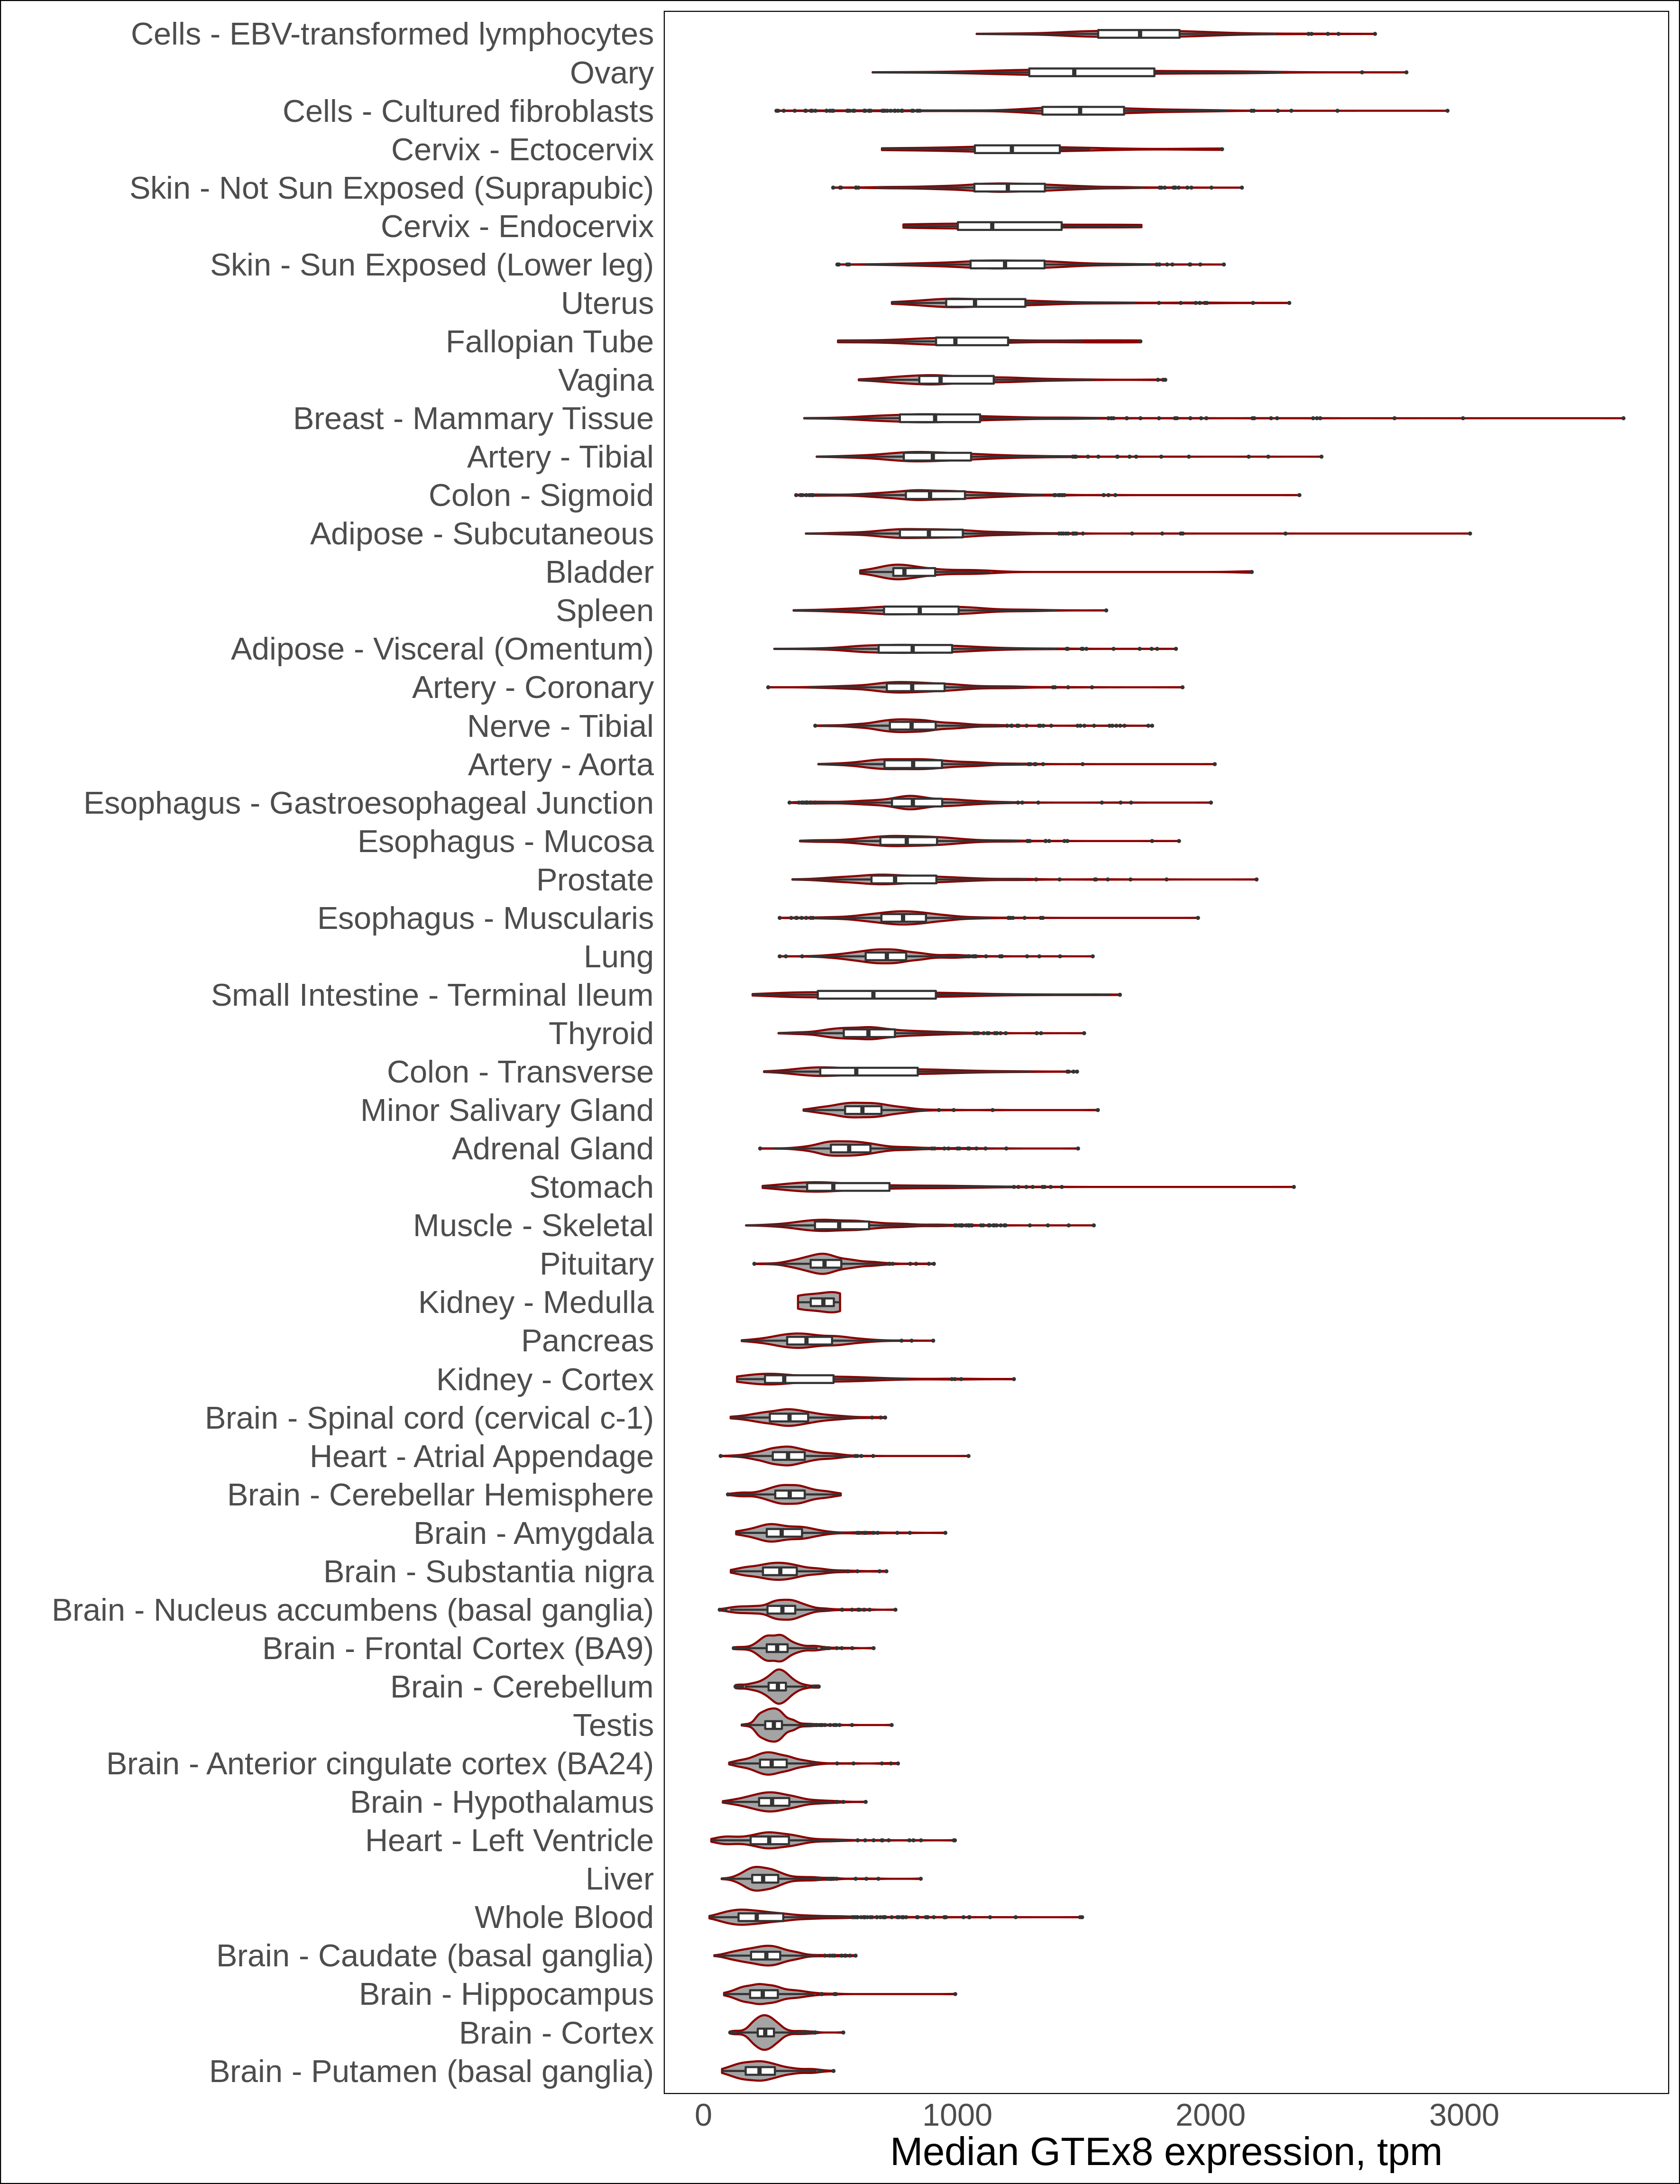 Cells - EBV-transformed lymphocytes
Ovary
Cells - Cultured fibroblasts
Cervix - Ectocervix
Skin - Not Sun Exposed (Suprapubic)
Cervix - Endocervix
Skin - Sun Exposed (Lower leg)
Uterus
Fallopian Tube
Vagina
Breast - Mammary Tissue
Artery - Tibial
Colon - Sigmoid
Adipose - Subcutaneous
Bladder
Spleen
Adipose - Visceral (Omentum)
Artery - Coronary
Nerve - Tibial
Artery - Aorta
Esophagus - Gastroesophageal Junction
Esophagus - Mucosa
Prostate
Esophagus - Muscularis
Lung
Small Intestine - Terminal Ileum
Thyroid
Colon - Transverse
Minor Salivary Gland
Adrenal Gland
Stomach
Muscle - Skeletal
Pituitary
Kidney - Medulla
Pancreas
Kidney - Cortex
Brain - Spinal cord (cervical c-1)
Heart - Atrial Appendage
Brain - Cerebellar Hemisphere
Brain - Amygdala
Brain - Substantia nigra
Brain - Nucleus accumbens (basal ganglia)
Brain - Frontal Cortex (BA9)
Brain - Cerebellum
Testis
Brain - Anterior cingulate cortex (BA24)
Brain - Hypothalamus
Heart - Left Ventricle
Liver
Whole Blood
Brain - Caudate (basal ganglia)
Brain - Hippocampus
Brain - Cortex
Brain - Putamen (basal ganglia)
0 1000 2000 3000
Median GTEx8 expression, tpm